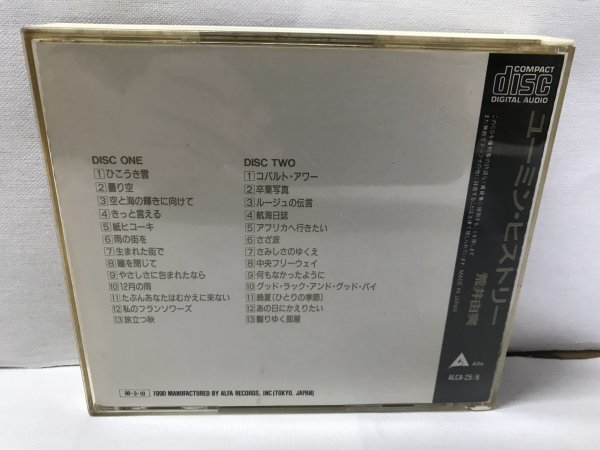 COMPACT
disc
DIGITAL AUDIO
DISC ONE
1 ひこうき雲
2 曇り空
3 空と海の輝きに向けて
4 きっと言える
5 紙ヒコーキ
6 雨の街を
7 生まれた街で
8 瞳を閉じて
9 やさしさに包まれたなら
10 12月の雨
11 たぶんあなたはむかえに来ない
12 私のフランソワーズ
13 旅立つ秋
DISC TWO
1 コバルト・アワー
2 卒業写真
3 ルージュの伝言
4 航海日誌
5 アフリカへ行きたい
6 さざ波
7 さみしさのゆくえ
8 中央フリーウェイ
9 何もなかったように
10 グッド・ラック・アンド・グッド・バイ
11 晩夏(ひとりの季節)
12 あの日にかえりたい
13 翳りゆく部屋
1990 MANUFACTURED BY ALFA RECORDS, INC(TOKYO, JAPAN)
ユーミン・ヒストリー
荒井由実
MADE IN JAPAN
Alfa
ALCA-25/6